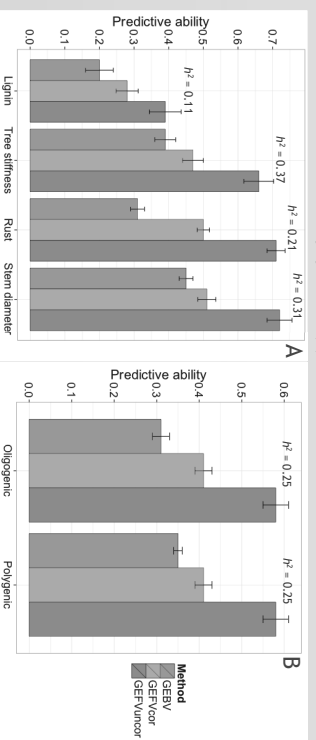 A
Predictive ability
0.0 0.1 0.2 0.3 0.4 0.5 0.6 0.7
h² = 0.11
h² = 0.37
h² = 0.21
h² = 0.31
Lignin Tree stiffness Rust Stem diameter
B
Predictive ability
0.0 0.1 0.2 0.3 0.4 0.5 0.6
h² = 0.25
h² = 0.25
Oligogenic Polygenic
Method
GEBV
GEFVcor
GEFVuncor